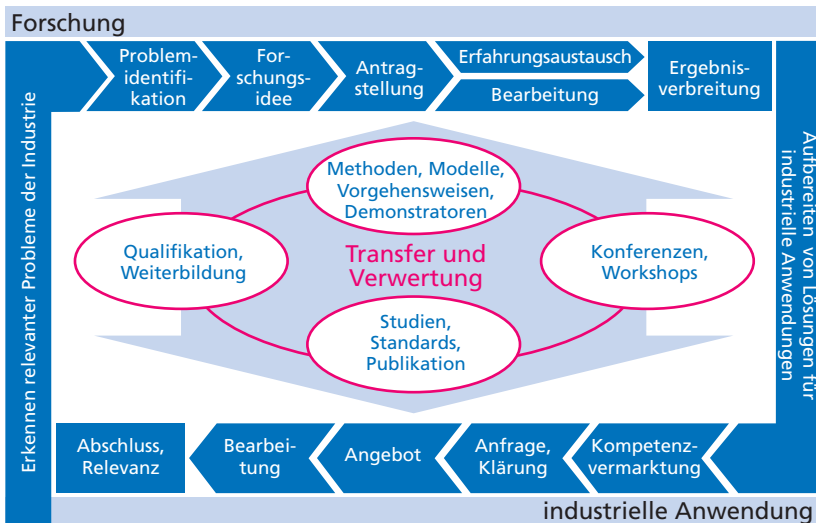 Forschung
Problem-
identifi-
kation
For-
schungs-
idee
Antrag-
stellung
Erfahrungsaustausch
Bearbeitung
Ergebnis-
verbreitung
Erkennen relevanter Probleme der Industrie
Aufbereiten von Lösungen für
industrielle Anwendungen
Methoden, Modelle,
Vorgehensweisen,
Demonstratoren
Qualifikation,
Weiterbildung
Transfer und
Verwertung
Konferenzen,
Workshops
Studien,
Standards,
Publikation
Abschluss,
Relevanz
Bearbei-
tung
Angebot
Anfrage,
Klärung
Kompetenz-
vermarktung
industrielle Anwendung